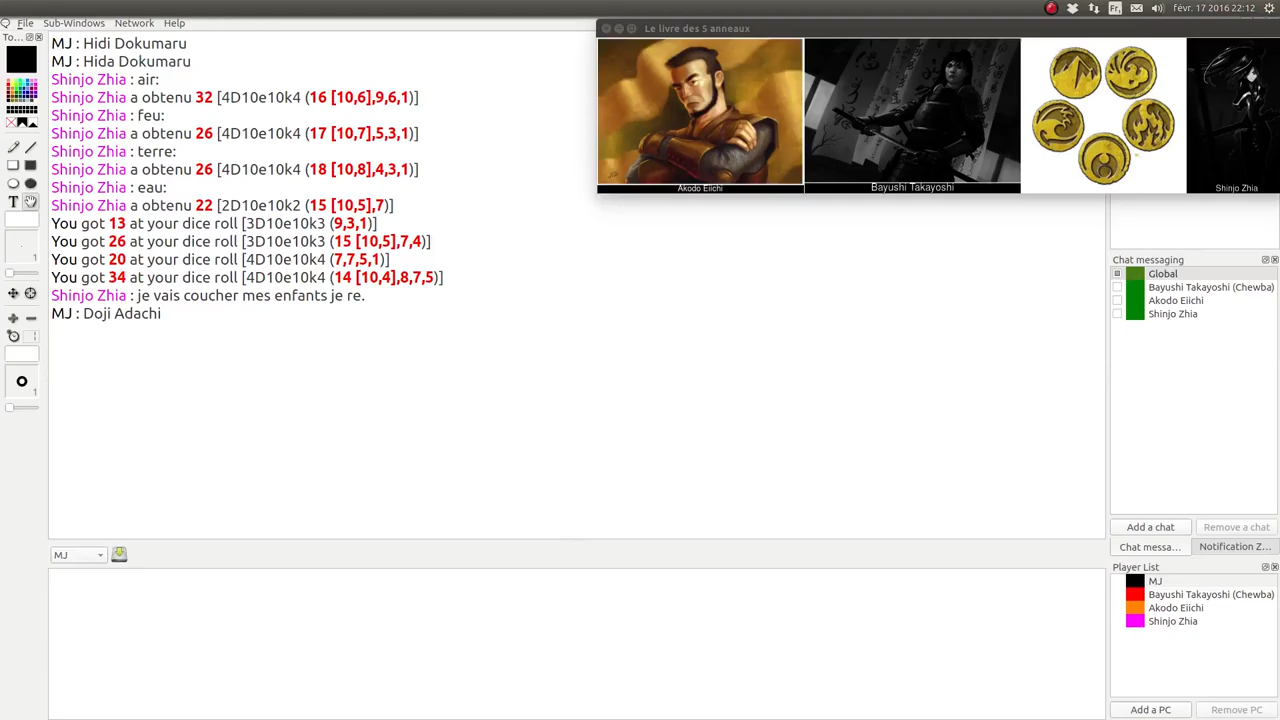 Fr
Févr. 17 2016 22:12
File Sub-Windows Network Help
Le livre des 5 anneaux
To...
MJ : Hidi Dokumaru
MJ : Hida Dokumaru
Shinjo Zhia : air:
Shinjo Zhia a obtenu 32 [4D10e10k4 (16 [10,6],9,6,1)]
Shinjo Zhia : feu:
Shinjo Zhia a obtenu 26 [4D10e10k4 (17 [10,7],5,3,1)]
Shinjo Zhia : terre:
Shinjo Zhia a obtenu 26 [4D10e10k4 (18 [10,8],4,3,1)]
Shinjo Zhia : eau:
Shinjo Zhia a obtenu 22 [2D10e10k2 (15 [10,5],7)]
You got 13 at your dice roll [3D10e10k3 (9,3,1)]
You got 26 at your dice roll [3D10e10k3 (15 [10,5],7,4)]
You got 20 at your dice roll [4D10e10k4 (7,7,5,1)]
You got 34 at your dice roll [4D10e10k4 (14 [10,4],8,7,5)]
Shinjo Zhia : je vais coucher mes enfants je re.
MJ : Doji Adachi
Akodo Eiichi
Bayushi Takayoshi
Shinjo Zhia
T
1
1
MJ
Chat messaging
Global
Bayushi Takayoshi (Chewba)
Akodo Eiichi
Shinjo Zhia
Add a chat
Remove a chat
Chat messa...
Notification Z...
Player List
MJ
Bayushi Takayoshi (Chewba)
Akodo Eiichi
Shinjo Zhia
Add a PC
Remove PC